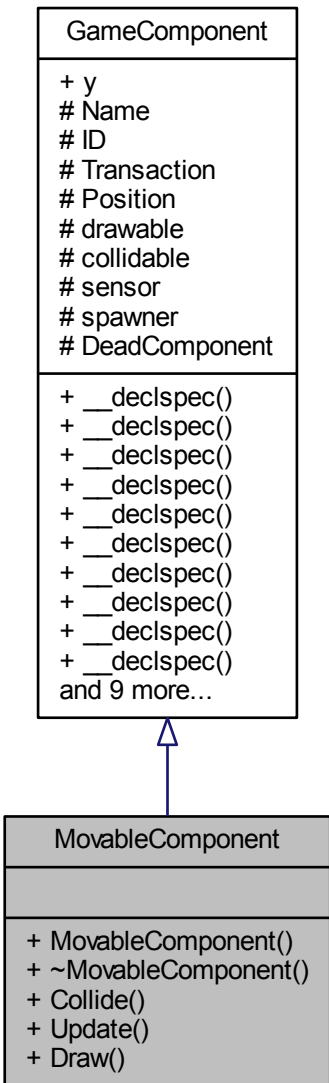 GameComponent
+ y
# Name
# ID
# Transaction
# Position
# drawable
# collidable
# sensor
# spawner
# DeadComponent
+ __declspec()
+ __declspec()
+ __declspec()
+ __declspec()
+ __declspec()
+ __declspec()
+ __declspec()
+ __declspec()
+ __declspec()
+ __declspec()
and 9 more...
MovableComponent
+ MovableComponent()
+ ~MovableComponent()
+ Collide()
+ Update()
+ Draw()